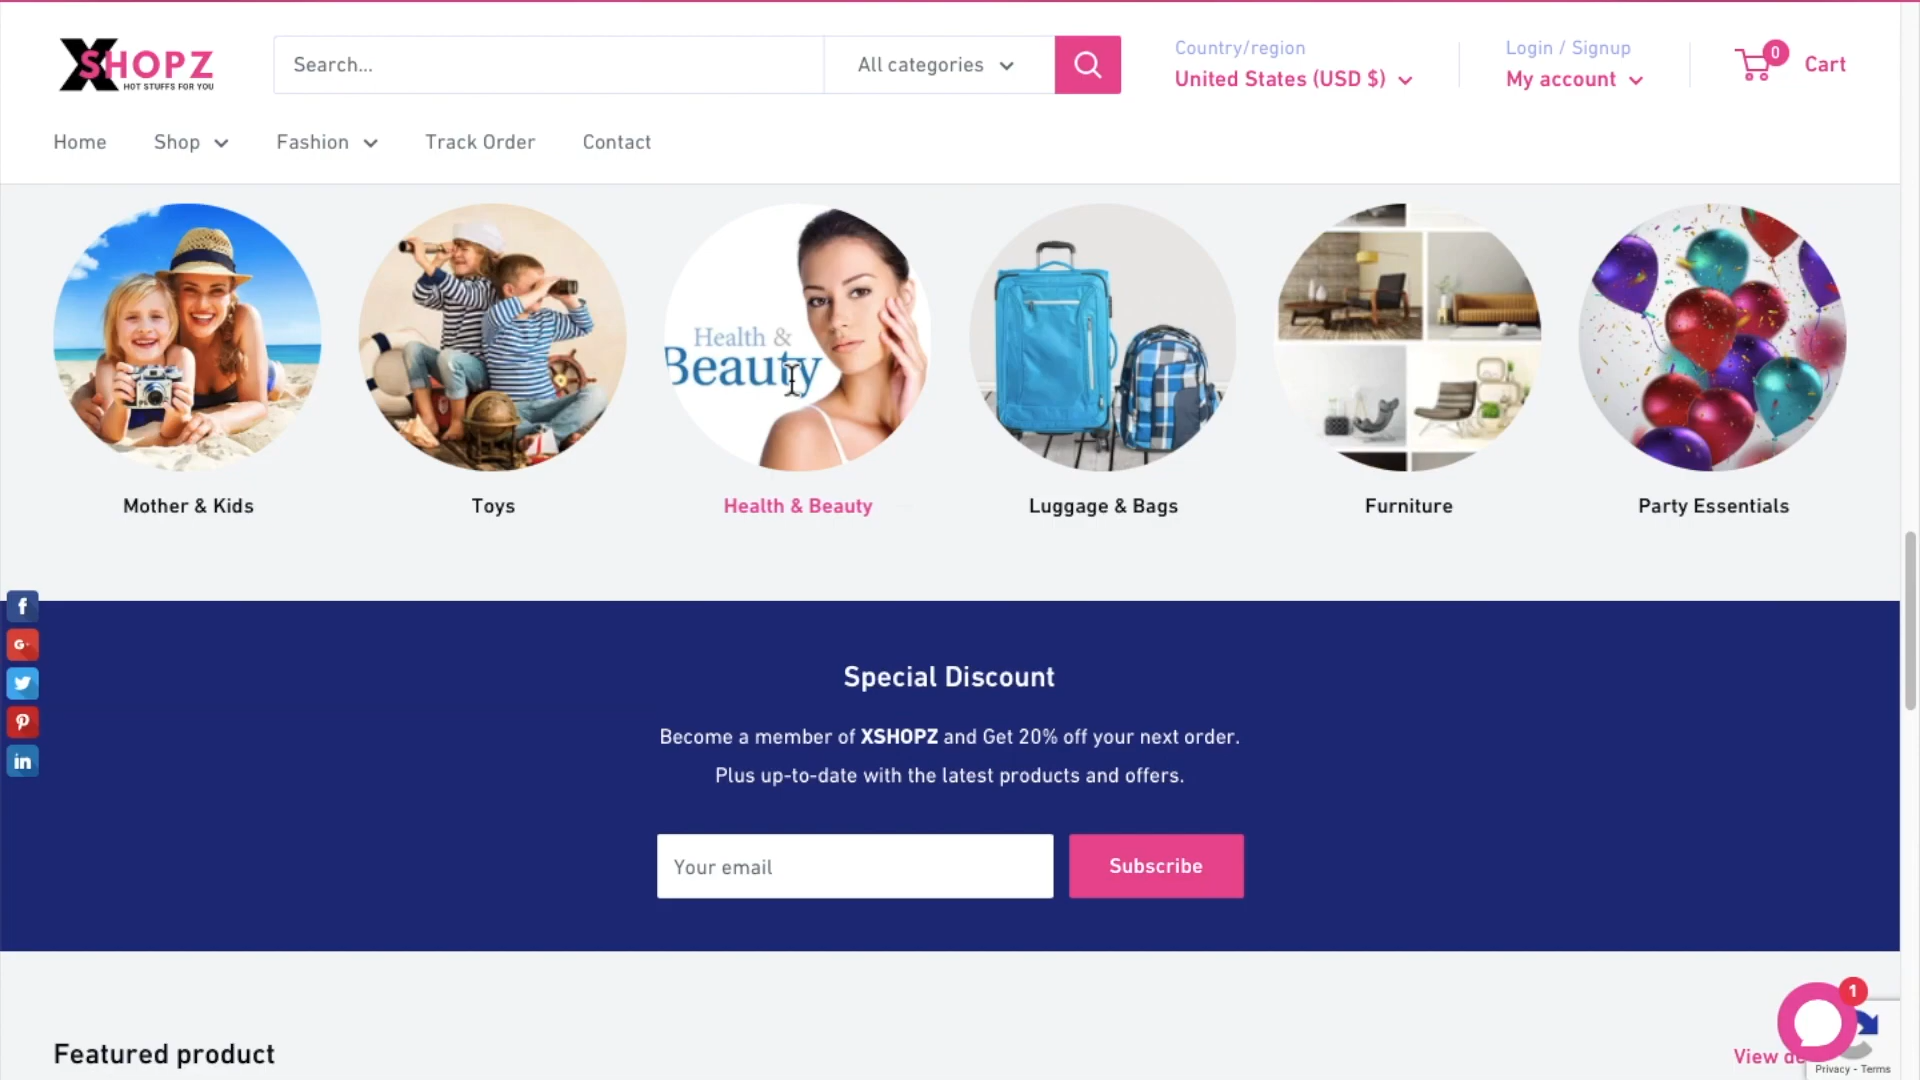 XSHOPZ
HOT STUFFS FOR YOU
Search...
All categories
Country/region
United States (USD $)
Login / Signup
My account
0
Cart
Home
Shop
Fashion
Track Order
Contact
Health &
Beauty
Mother & Kids
Toys
Health & Beauty
Luggage & Bags
Furniture
Party Essentials
f
G+
in
Special Discount
Become a member of XSHOPZ and Get 20% off your next order.
Plus up-to-date with the latest products and offers.
Your email
Subscribe
1
Featured product
View
Privacy - Terms